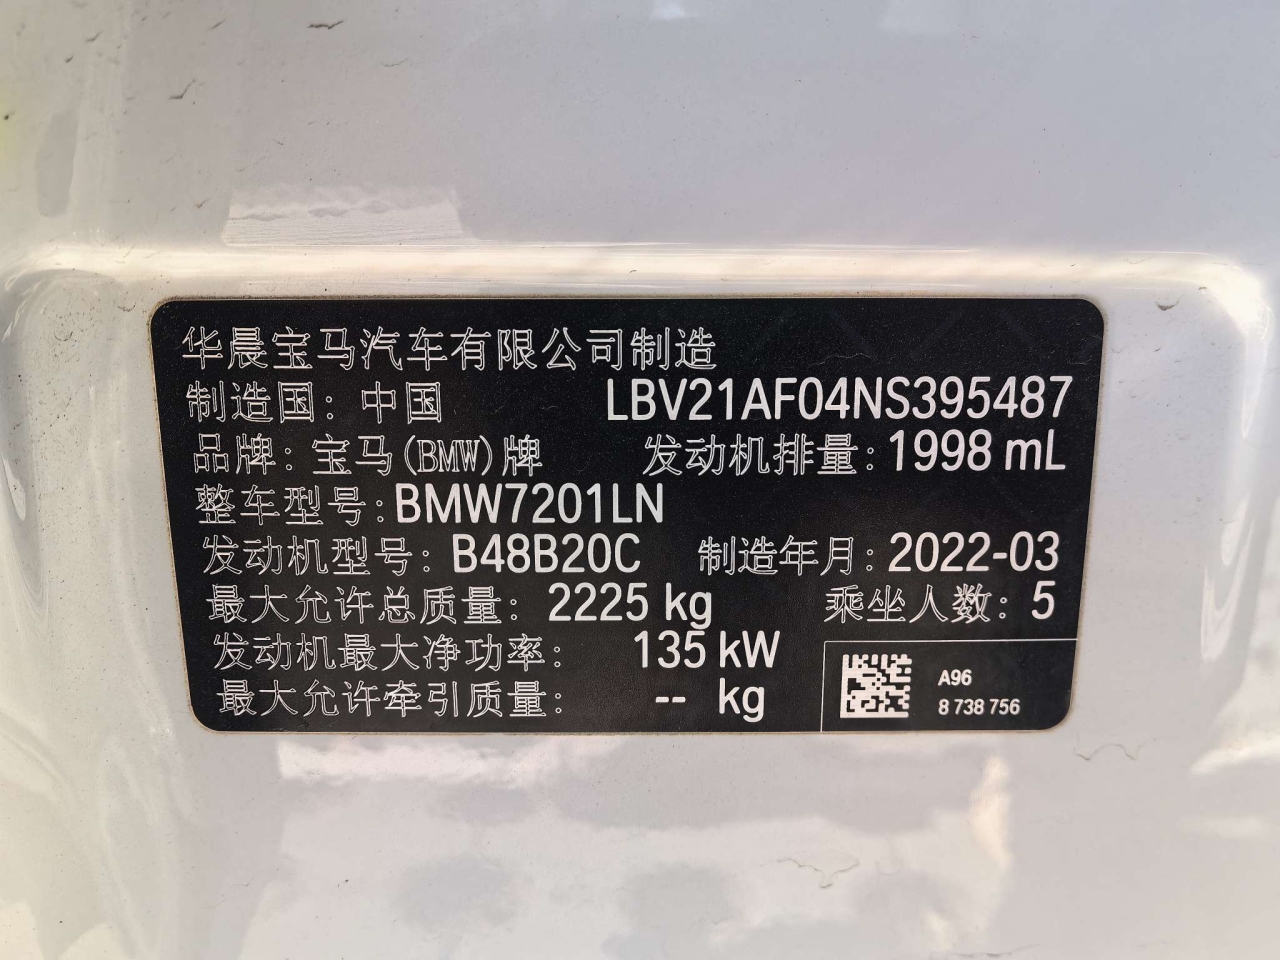 华晨宝马汽车有限公司制造
制造国: 中国 LBV21AF04NS395487
品牌: 宝马(BMW)牌 发动机排量: 1998 mL
整车型号: BMW7201LN
发动机型号: B48B20C 制造年月: 2022-03
最大允许总质量: 2225 kg 乘坐人数: 5
发动机最大净功率: 135 kW
最大允许牵引质量: -- kg
A96
8 738 756